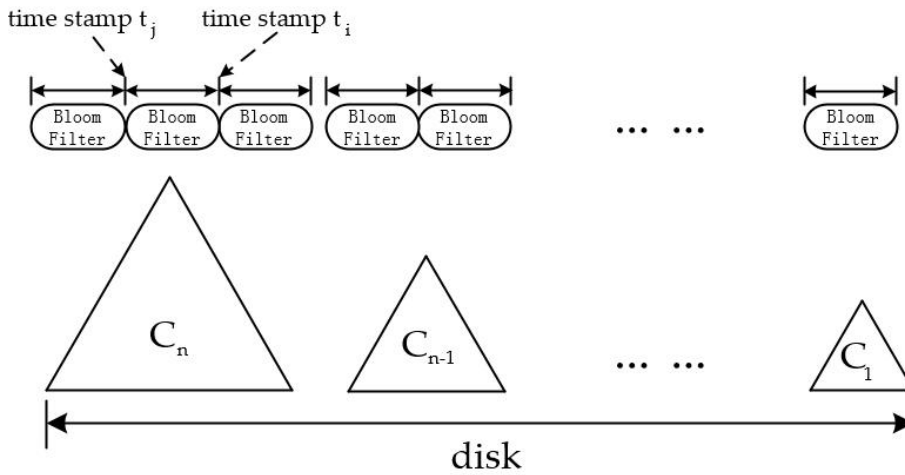 time stamp t_j time stamp t_i
Bloom Filter Bloom Filter Bloom Filter Bloom Filter Bloom Filter ... ... Bloom Filter
C_n C_{n-1} ... ... C_1
disk